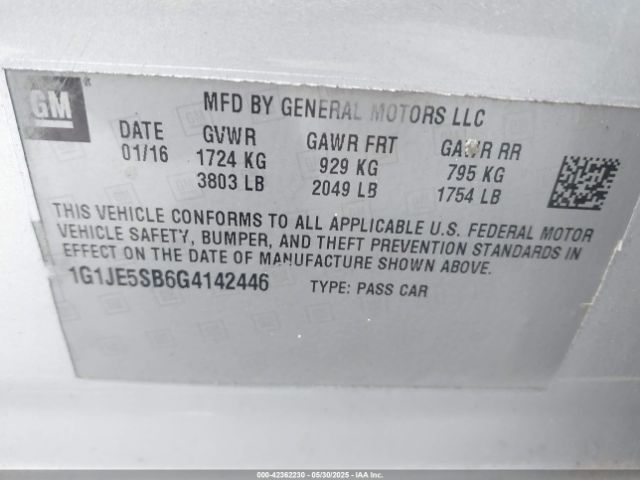 GM
MFD BY GENERAL MOTORS LLC
DATE GVWR GAWR FRT GAWR RR
01/16 1724 KG 929 KG 795 KG
3803 LB 2049 LB 1754 LB
THIS VEHICLE CONFORMS TO ALL APPLICABLE U.S. FEDERAL MOTOR
VEHICLE SAFETY, BUMPER, AND THEFT PREVENTION STANDARDS IN
EFFECT ON THE DATE OF MANUFACTURE SHOWN ABOVE.
1G1JE5SB6G4142446 TYPE: PASS CAR
000-42362230 - 05/30/2025 - IAA